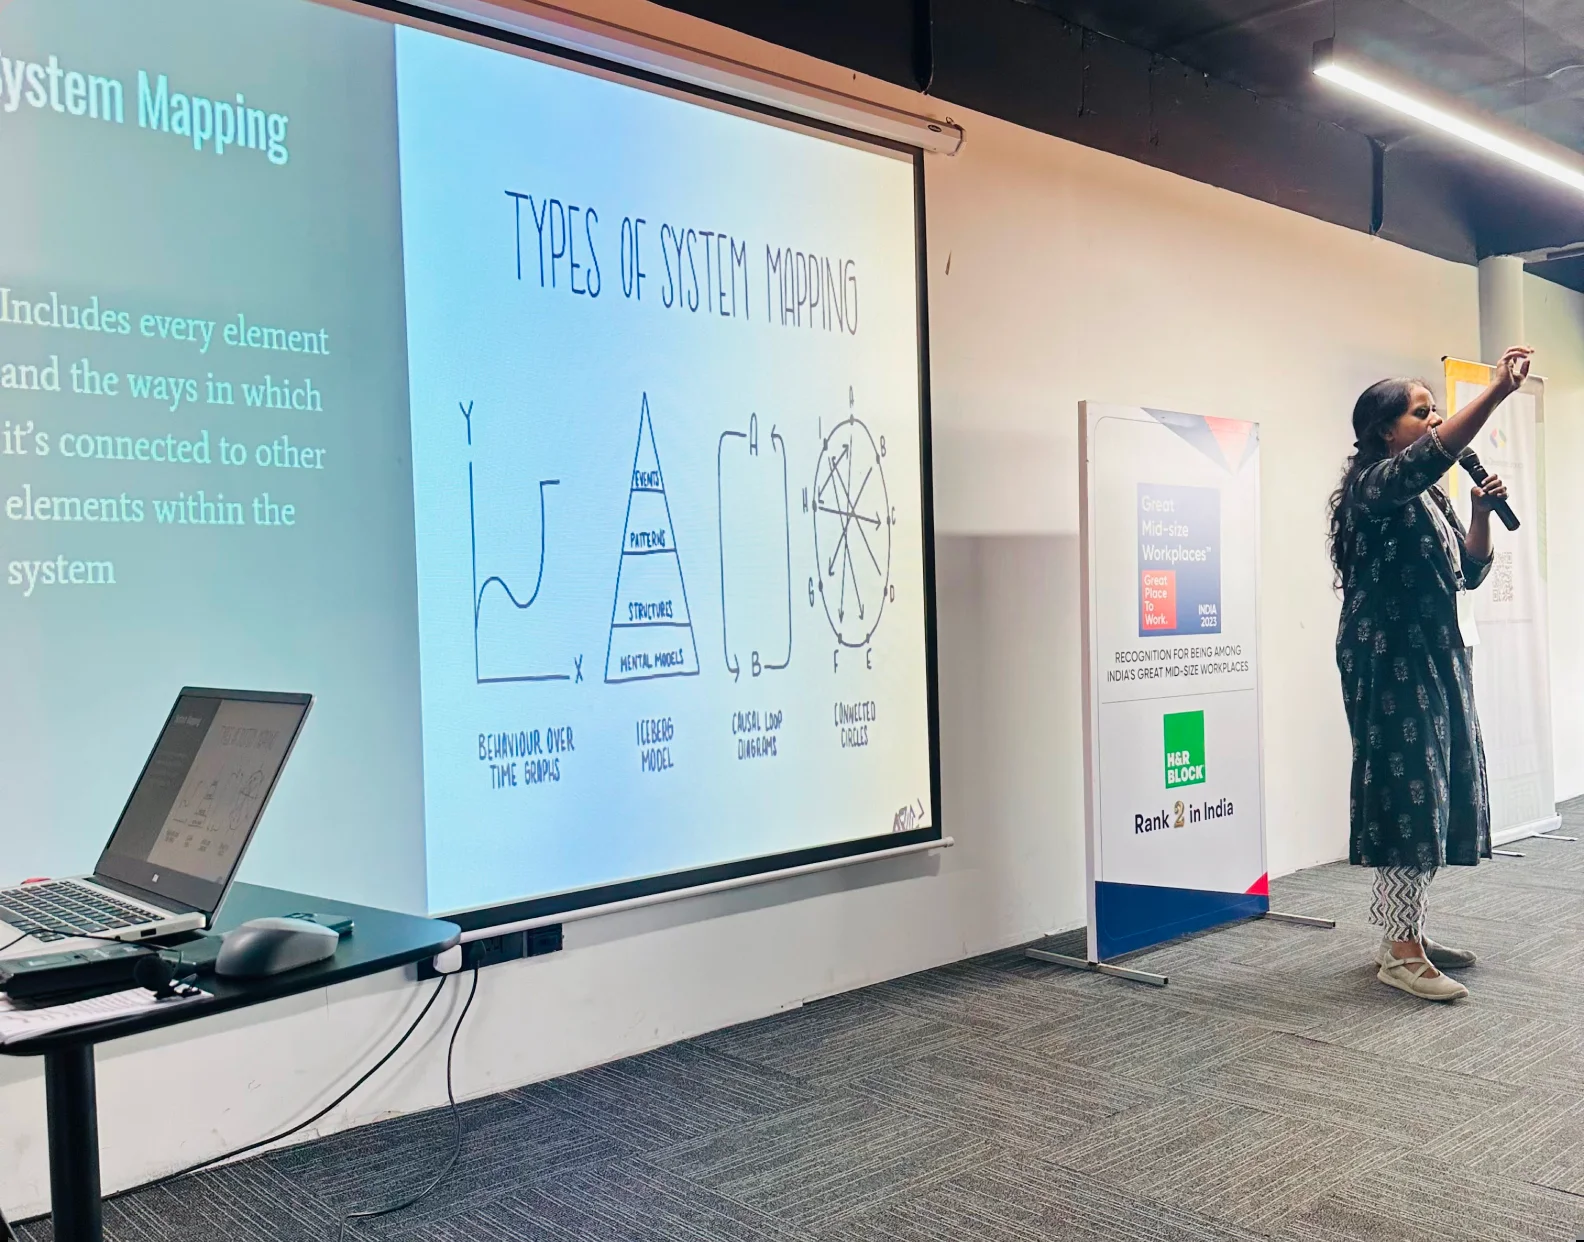 System Mapping
Includes every element
and the ways in which
it's connected to other
elements within the
system
TYPES OF SYSTEM MAPPING
Y
X
BEHAVIOUR OVER
TIME GRAPHS
EVENTS
PATTERNS
STRUCTURES
MENTAL MODELS
ICEBERG
MODEL
A
B
CAUSAL LOOP
DIAGRAMS
A
B
C
D
E
F
G
H
I
CONNECTED
CIRCLES
Great
Mid-size
Workplaces™
Great
Place
To
Work.
INDIA
2023
RECOGNITION FOR BEING AMONG
INDIA'S GREAT MID-SIZE WORKPLACES
H&R
BLOCK
Rank 2 in India